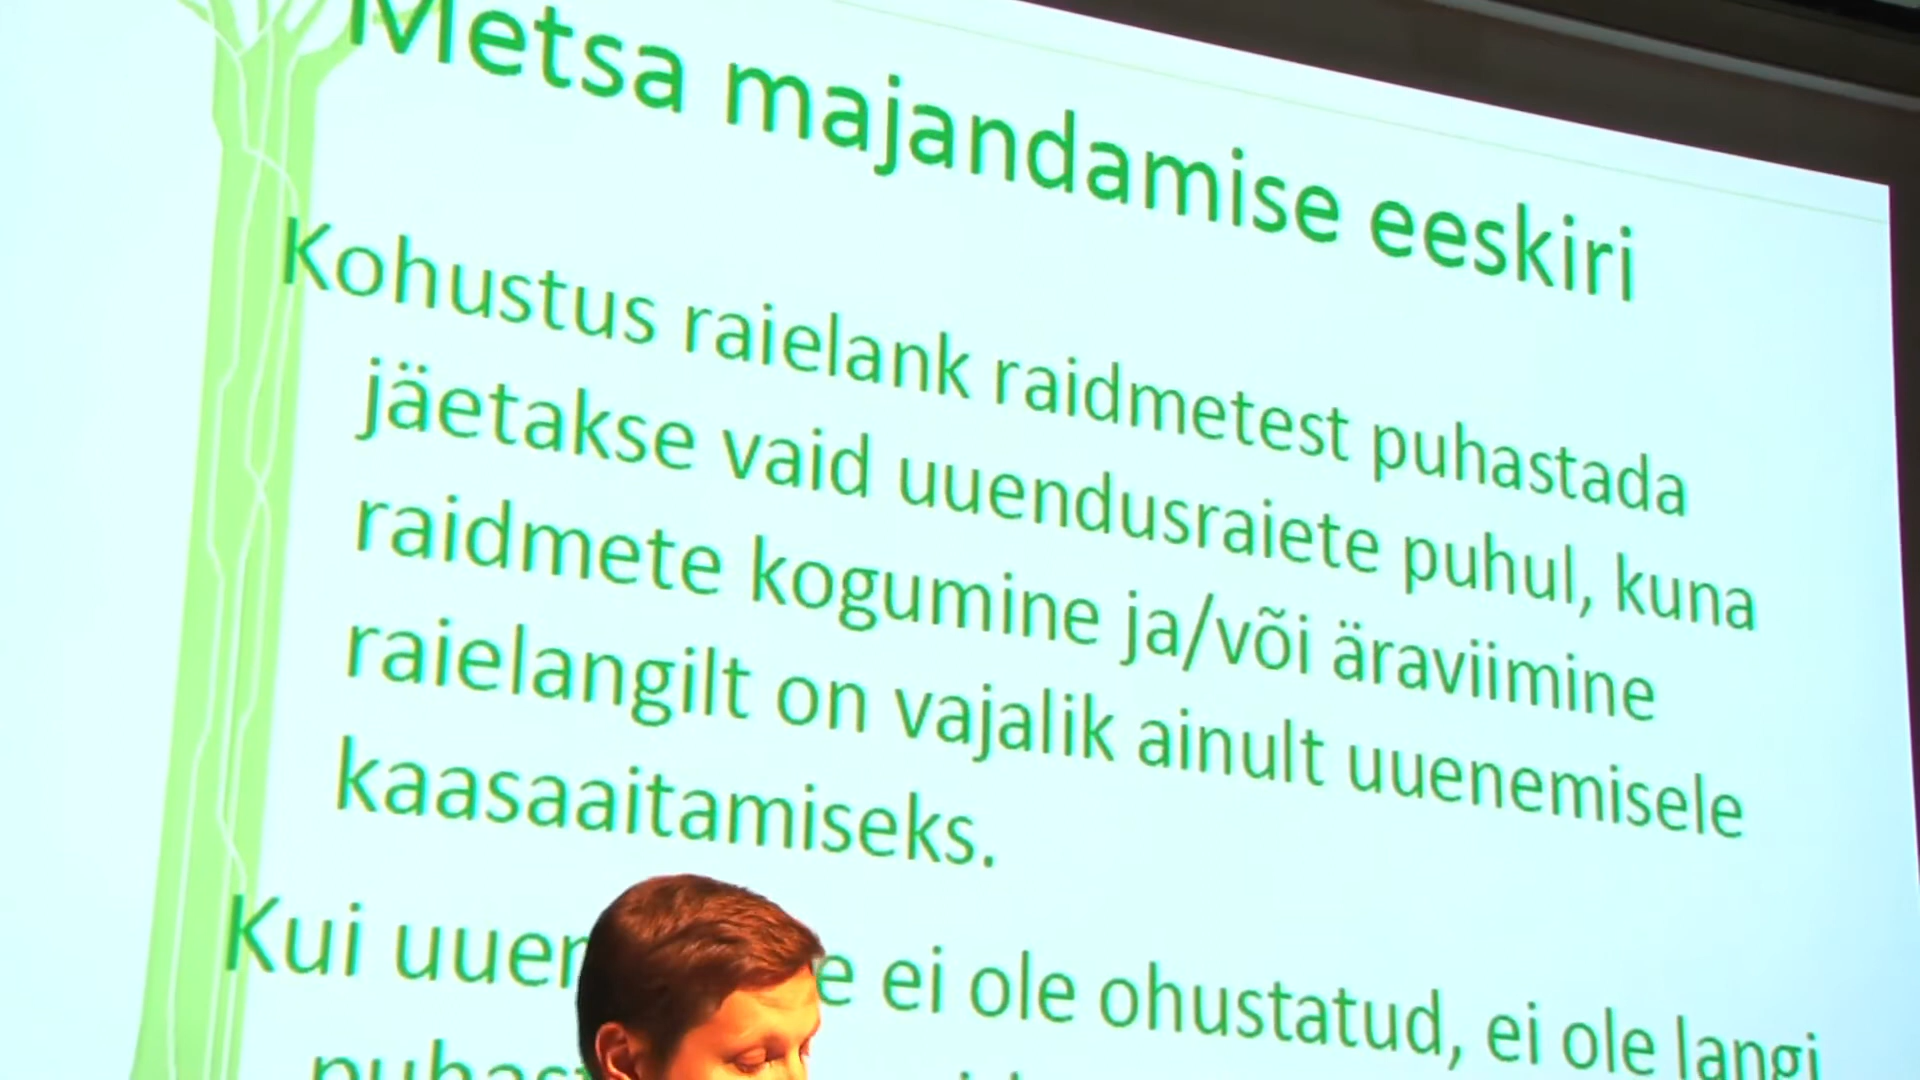 Metsa majandamise eeskiri
Kohustus raielank raidmetest puhastada
jäetakse vaid uuendusraiete puhul, kuna
raidmete kogumine ja/või äraviimine
raielangilt on vajalik ainult uuenemisele
kaasaaitamiseks.
Kui ei ole ohustatud, ei ole langi